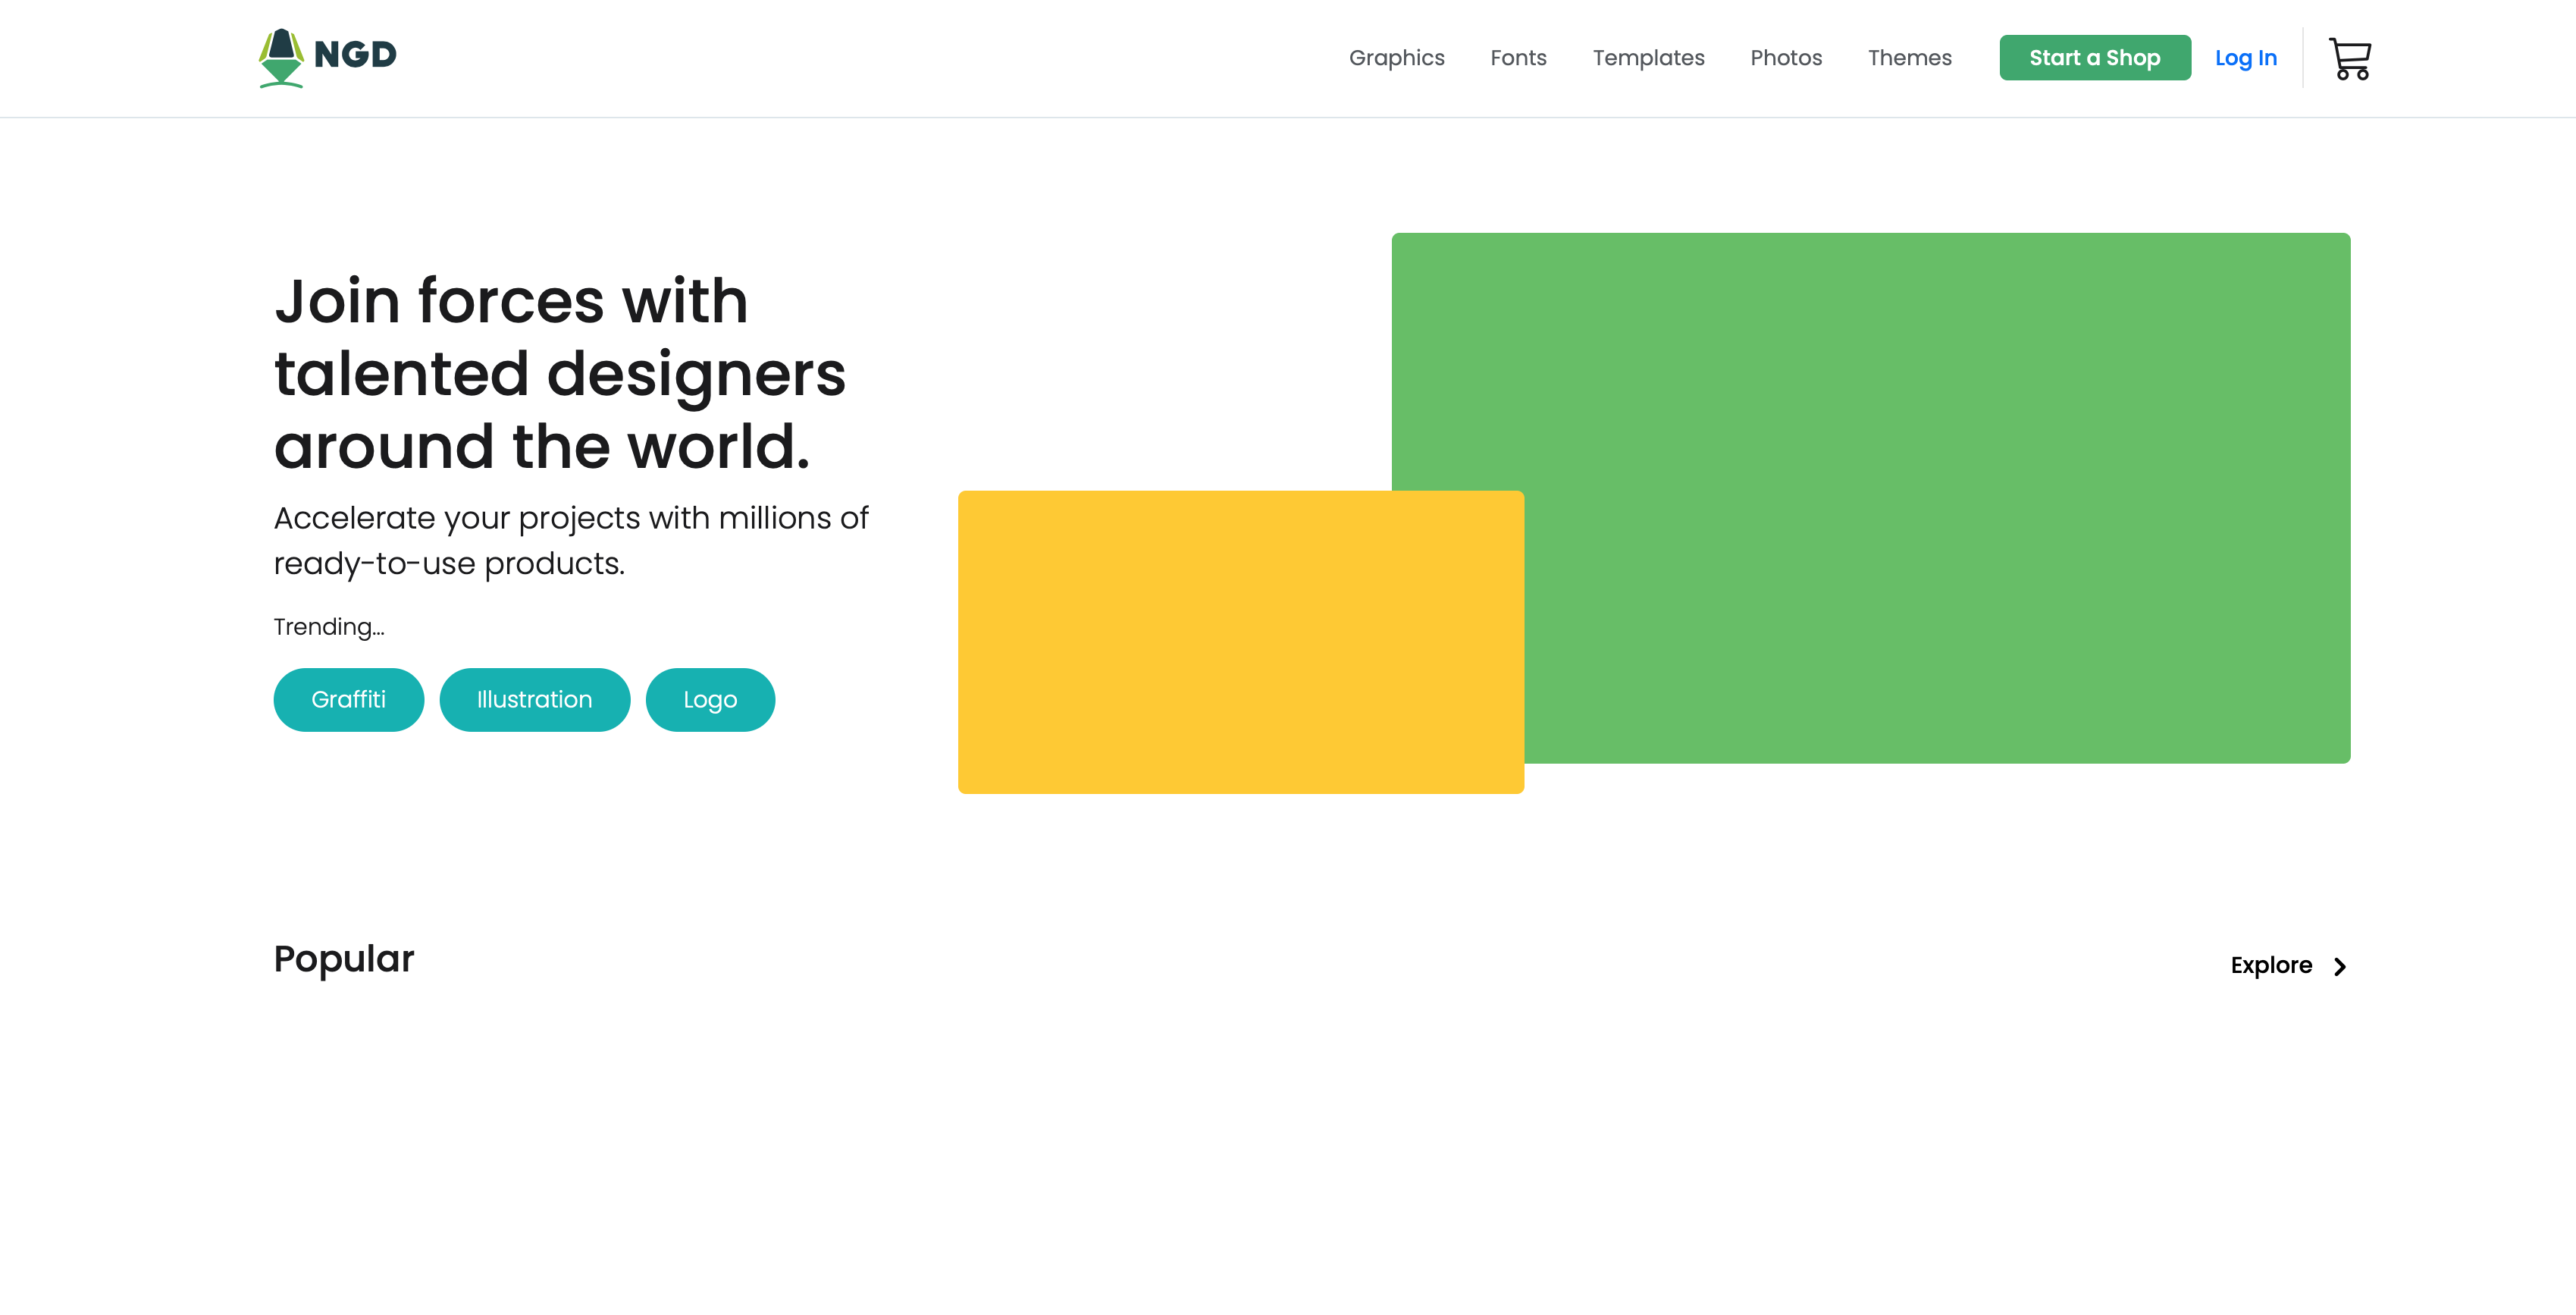 NGD
Graphics
Fonts
Templates
Photos
Themes
Start a Shop
Log In
Join forces with
talented designers
around the world.
Accelerate your projects with millions of
ready-to-use products.
Trending...
Graffiti
Illustration
Logo
Popular
Explore